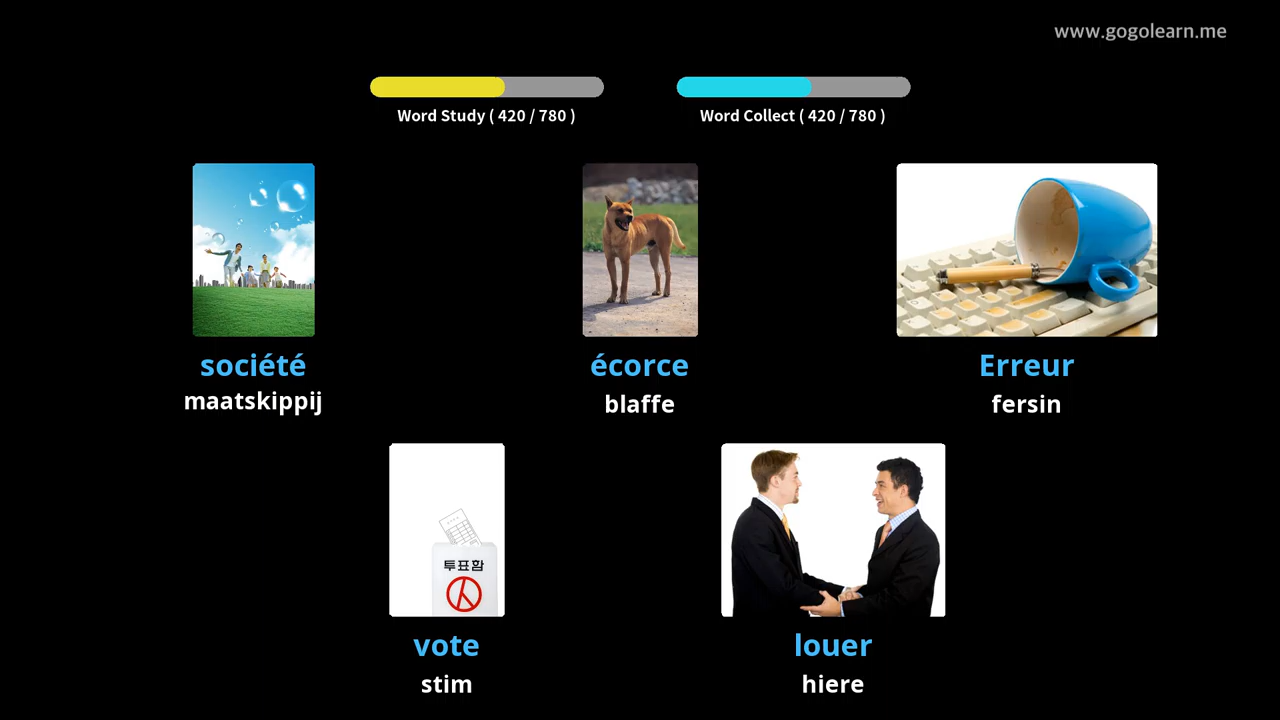 www.gogolearn.me
Word Study ( 420 / 780 )
Word Collect ( 420 / 780 )
société
maatskippij
écorce
blaffe
Erreur
fersin
투표함
vote
stim
louer
hiere